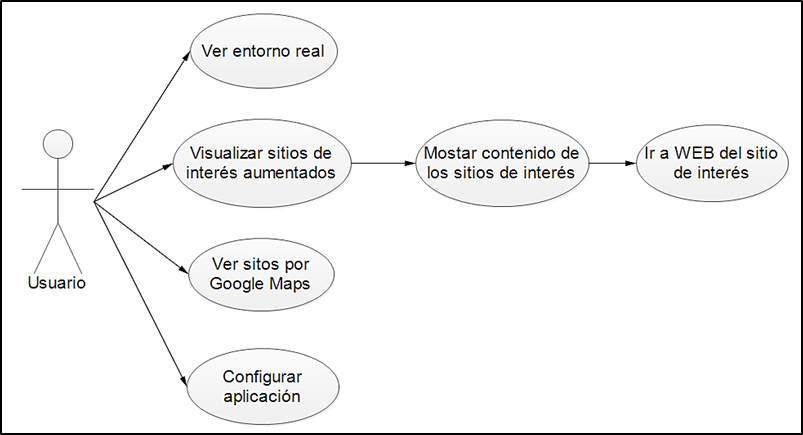 Ver entorno real
Visualizar sitios de
interés aumentados
Mostar contenido de
los sitios de interés
Ir a WEB del sitio
de interés
Usuario
Ver sitos por
Google Maps
Configurar
aplicación